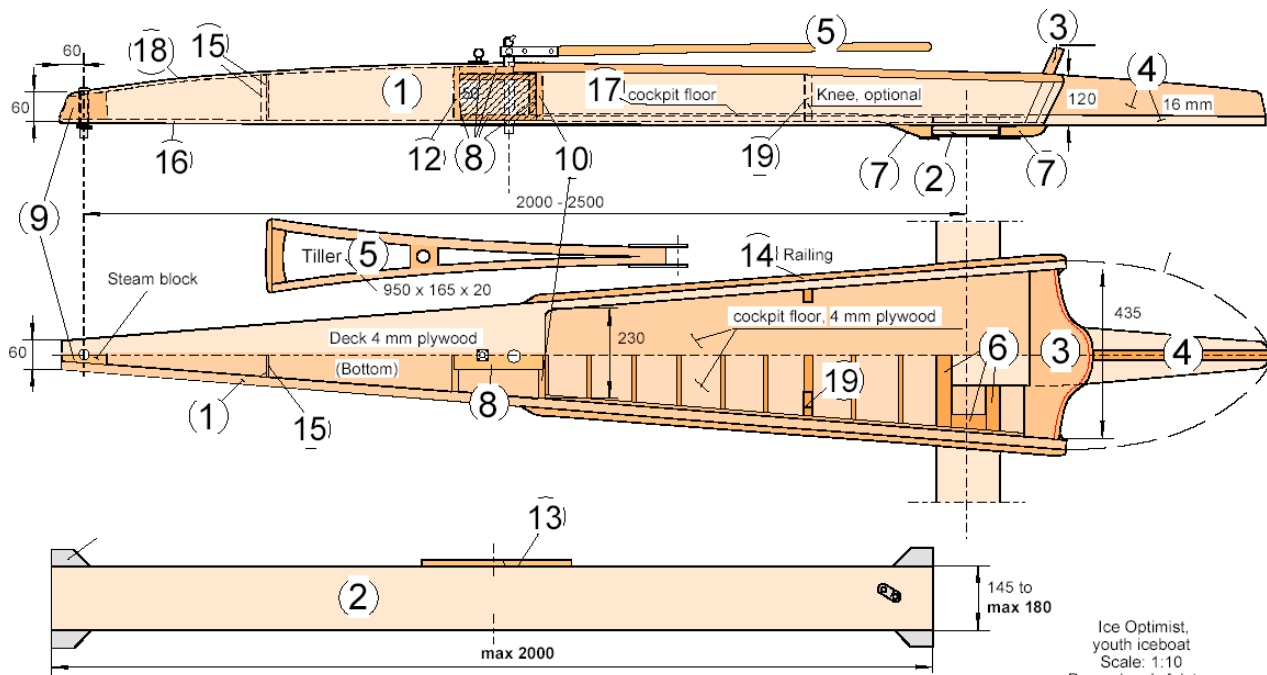 60
(18)
(15)
(5)
(3)
(1)
(4)
60
50
(17)
cockpit floor
Knee, optional
120
16 mm
(16)
(12)
(8)
(10)
(19)
(7)
(2)
(7)
(9)
2000 - 2500
Tiller
(5)
(14)
Railing
Steam block
950 x 165 x 20
cockpit floor, 4 mm plywood
435
60
Deck 4 mm plywood
230
(6)
(3)
(4)
(Bottom)
(19)
(1)
(15)
(8)
(13)
(2)
145 to
max 180
max 2000
Ice Optimist,
youth iceboat
Scale: 1:10